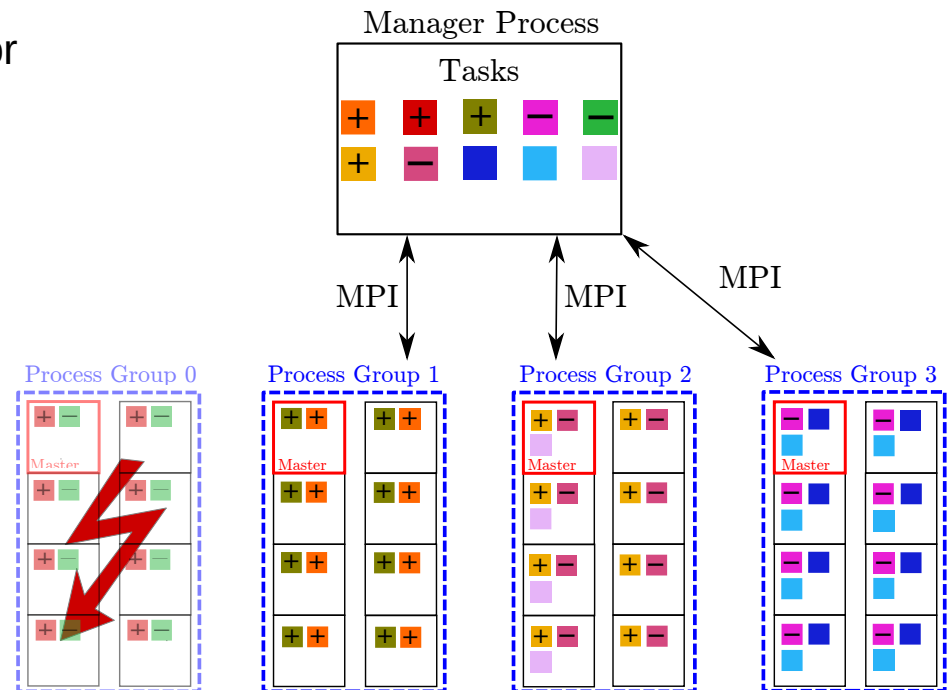 or
Manager Process
Tasks
+ + + − −
+ −
MPI MPI MPI
Process Group 0 Process Group 1 Process Group 2 Process Group 3
+ − + − + + + + + − + − − −
Master Master Master Master
+ − + − + + + + + − + − − −
+ − + − + + + + + − + − − −
+ − + − + + + + + − + − − −